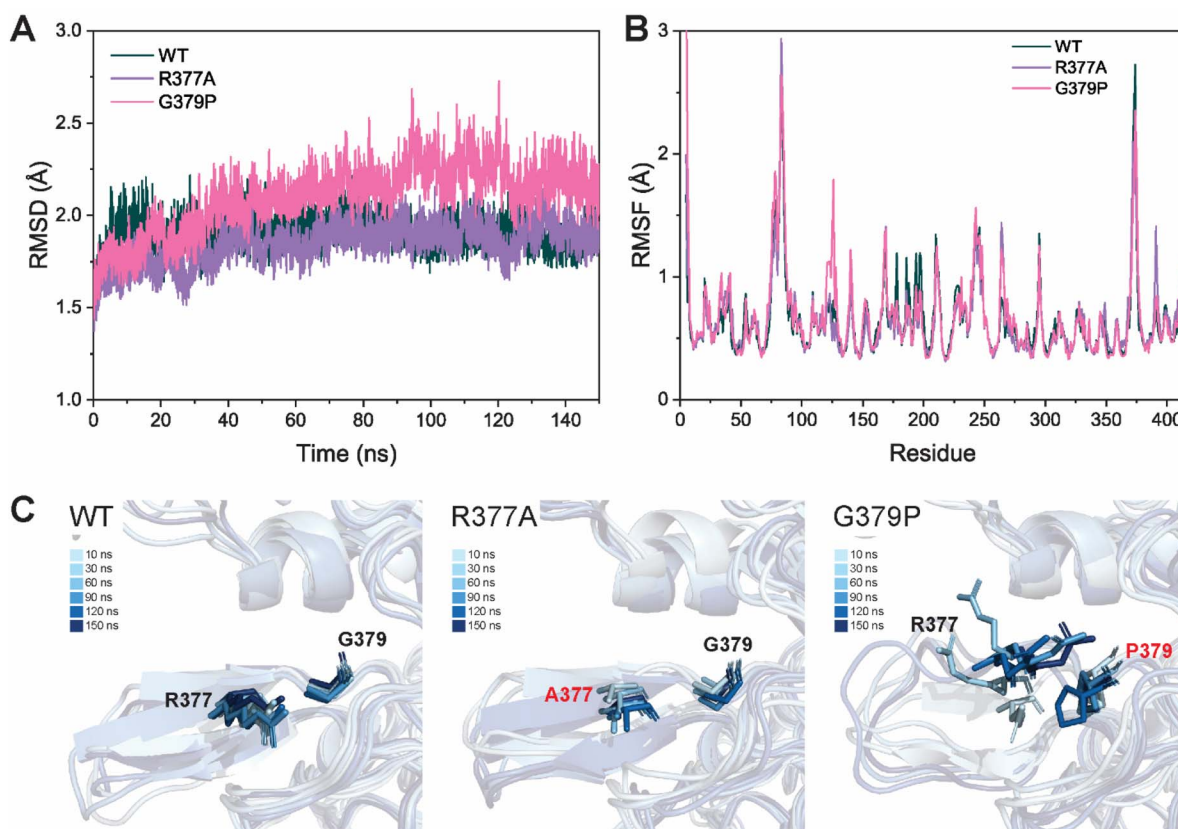 A
3.0
2.5
2.0
1.5
1.0
RMSD (Å)
WT
R377A
G379P
0 20 40 60 80 100 120 140
Time (ns)
B
3
2
1
0
RMSF (Å)
WT
R377A
G379P
0 50 100 150 200 250 300 350 400
Residue
C
WT
10 ns
30 ns
60 ns
90 ns
120 ns
150 ns
G379
R377
R377A
10 ns
30 ns
60 ns
90 ns
120 ns
150 ns
G379
A377
G379P
10 ns
30 ns
60 ns
90 ns
120 ns
150 ns
R377
P379